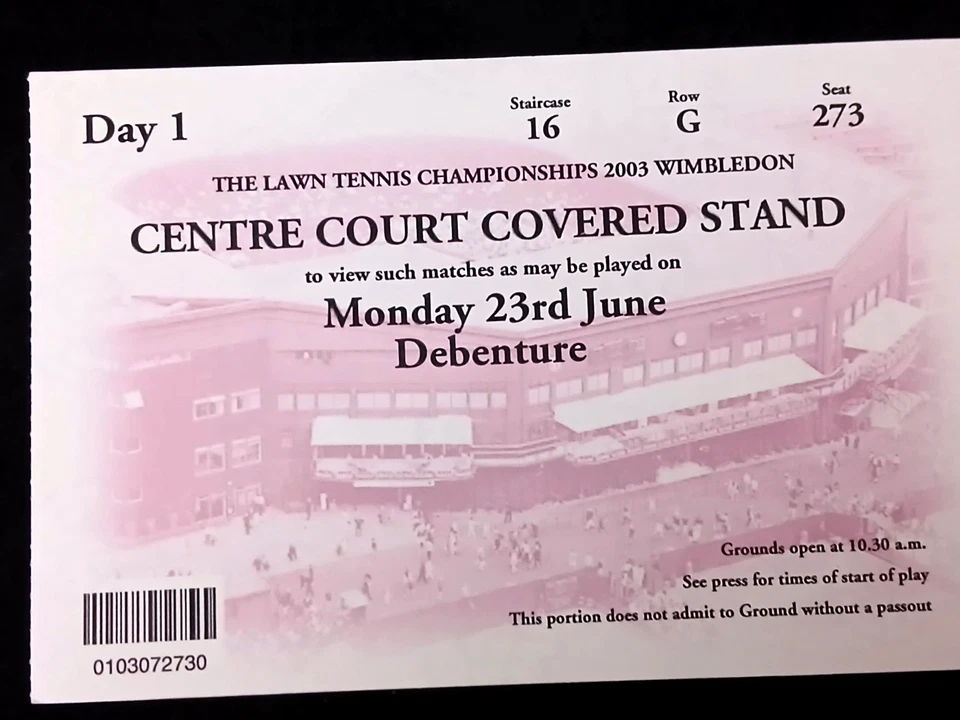 Day 1
Staircase
16
Row
G
Seat
273
THE LAWN TENNIS CHAMPIONSHIPS 2003 WIMBLEDON
CENTRE COURT COVERED STAND
to view such matches as may be played on
Monday 23rd June
Debenture
Grounds open at 10.30 a.m.
See press for times of start of play
This portion does not admit to Ground without a passout
0103072730